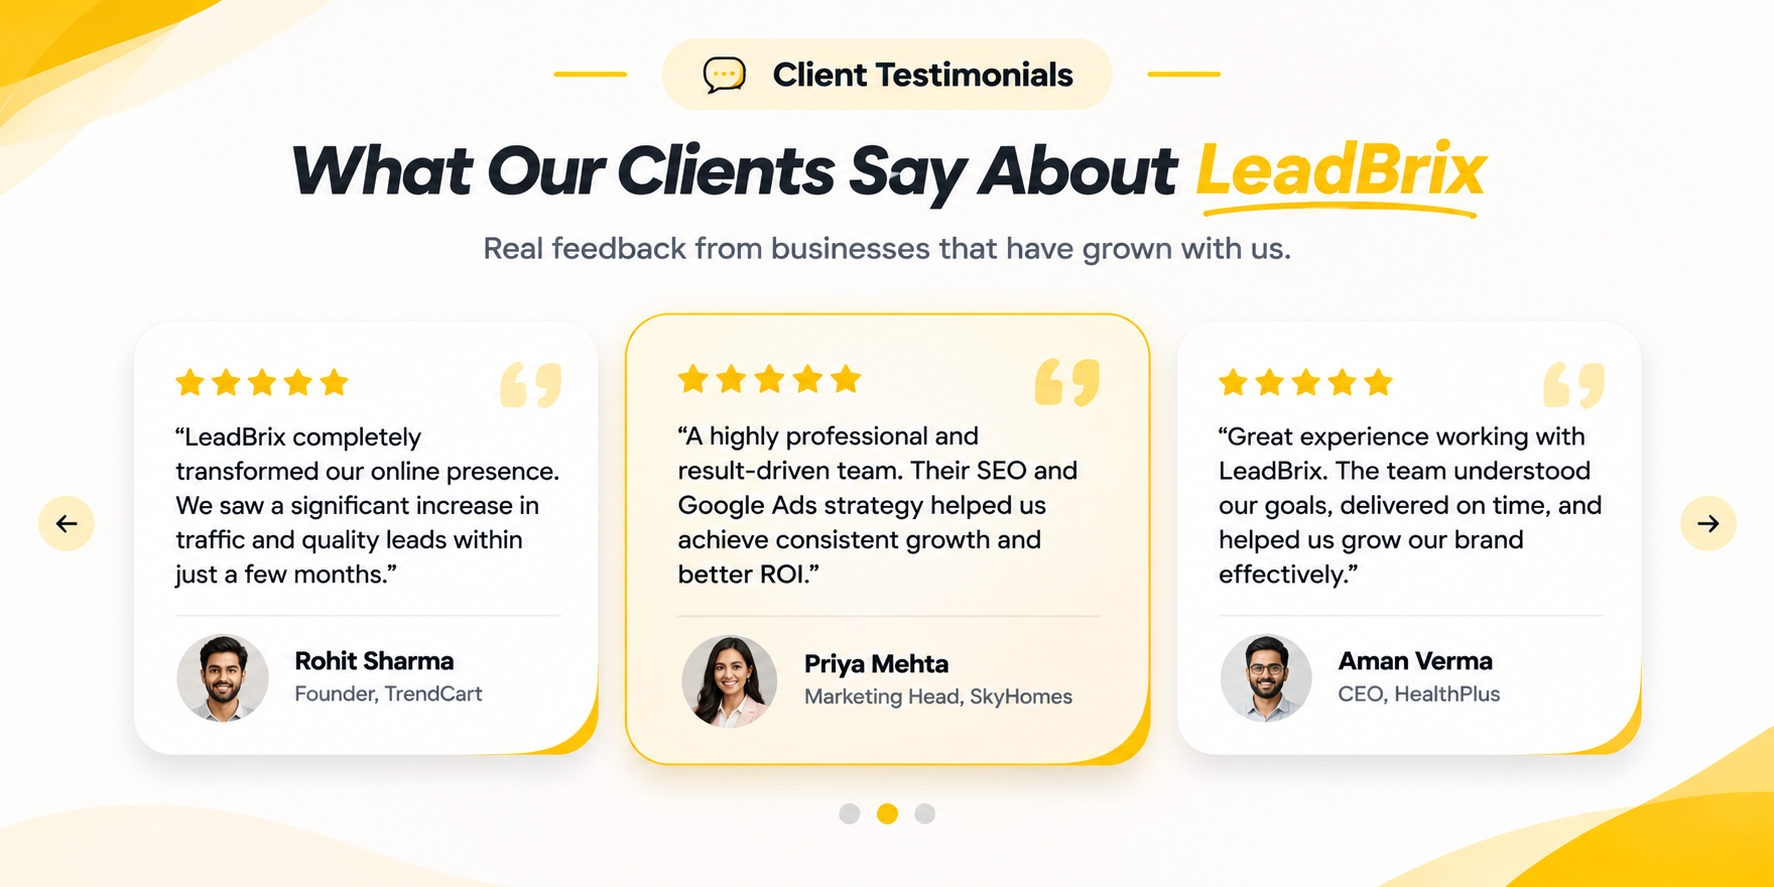 Client Testimonials
What Our Clients Say About LeadBrix
Real feedback from businesses that have grown with us.
“LeadBrix completely
transformed our online presence.
We saw a significant increase in
traffic and quality leads within
just a few months.”
Rohit Sharma
Founder, TrendCart
“A highly professional and
result-driven team. Their SEO and
Google Ads strategy helped us
achieve consistent growth and
better ROI.”
Priya Mehta
Marketing Head, SkyHomes
“Great experience working with
LeadBrix. The team understood
our goals, delivered on time, and
helped us grow our brand
effectively.”
Aman Verma
CEO, HealthPlus